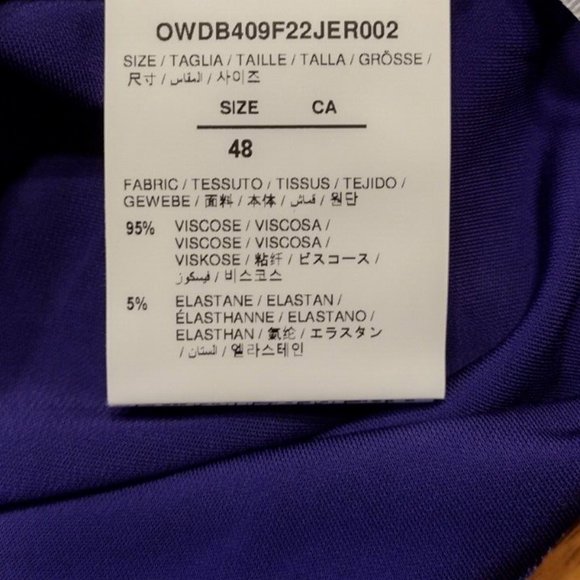 OWDB409F22JER002
SIZE / TAGLIA / TAILLE / TALLA / GRÖSSE /
尺寸 / المقاس / 사이즈
SIZE CA
48
FABRIC / TESSUTO / TISSUS / TEJIDO /
GEWEBE / 面料 / 本体 / قماش / 원단
95% VISCOSE / VISCOSA /
VISCOSE / VISCOSA /
VISKOSE / 粘纤 / ビスコース /
فيسكوز / 비스코스
5% ELASTANE / ELASTAN /
ÉLASTHANNE / ELASTANO /
ELASTHAN / 氨纶 / エラスタン
/ الستان / 엘라스테인